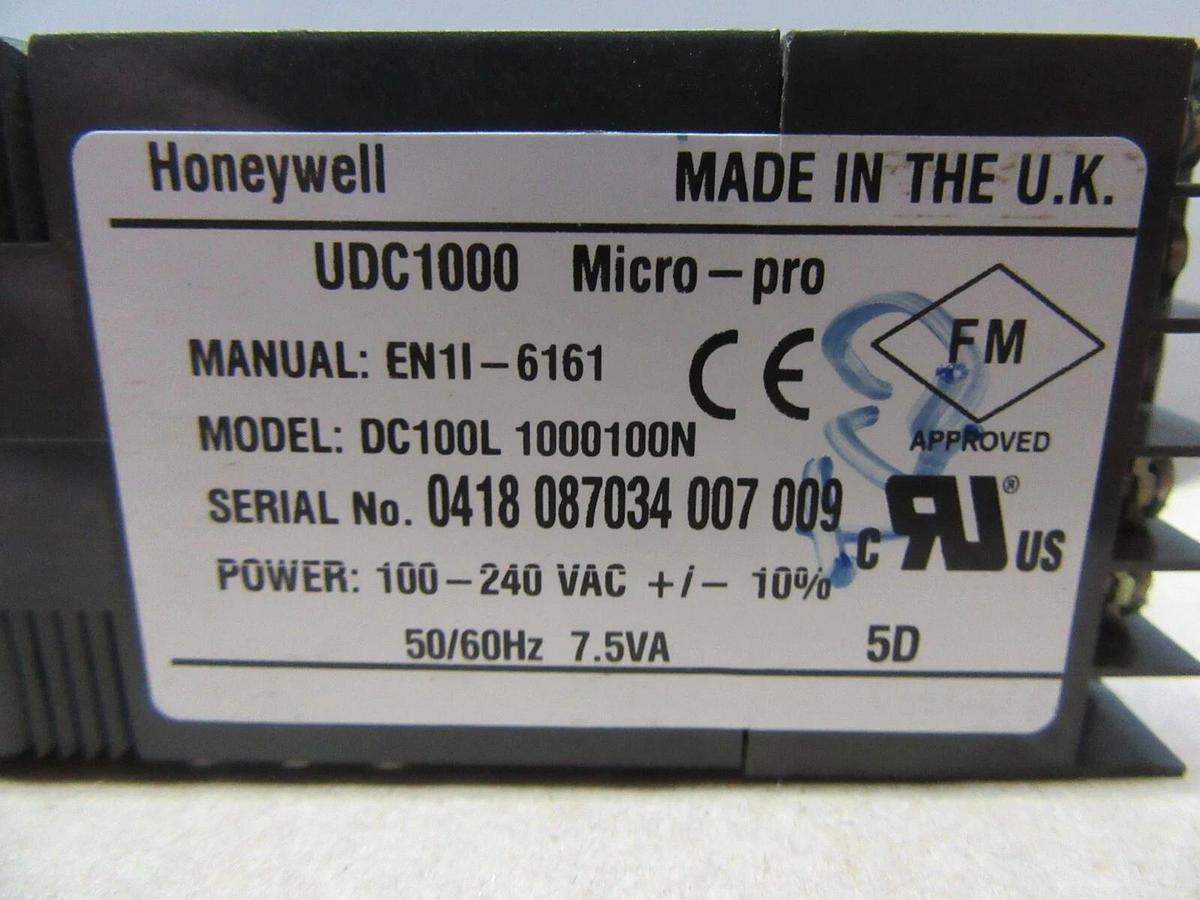 Honeywell MADE IN THE U.K.
UDC1000 Micro-pro
MANUAL: EN1I-6161
CE
FM
MODEL: DC100L 1000100N
APPROVED
SERIAL No. 0418 087034 007 009
c RU® US
POWER: 100-240 VAC +/- 10%
50/60Hz 7.5VA 5D